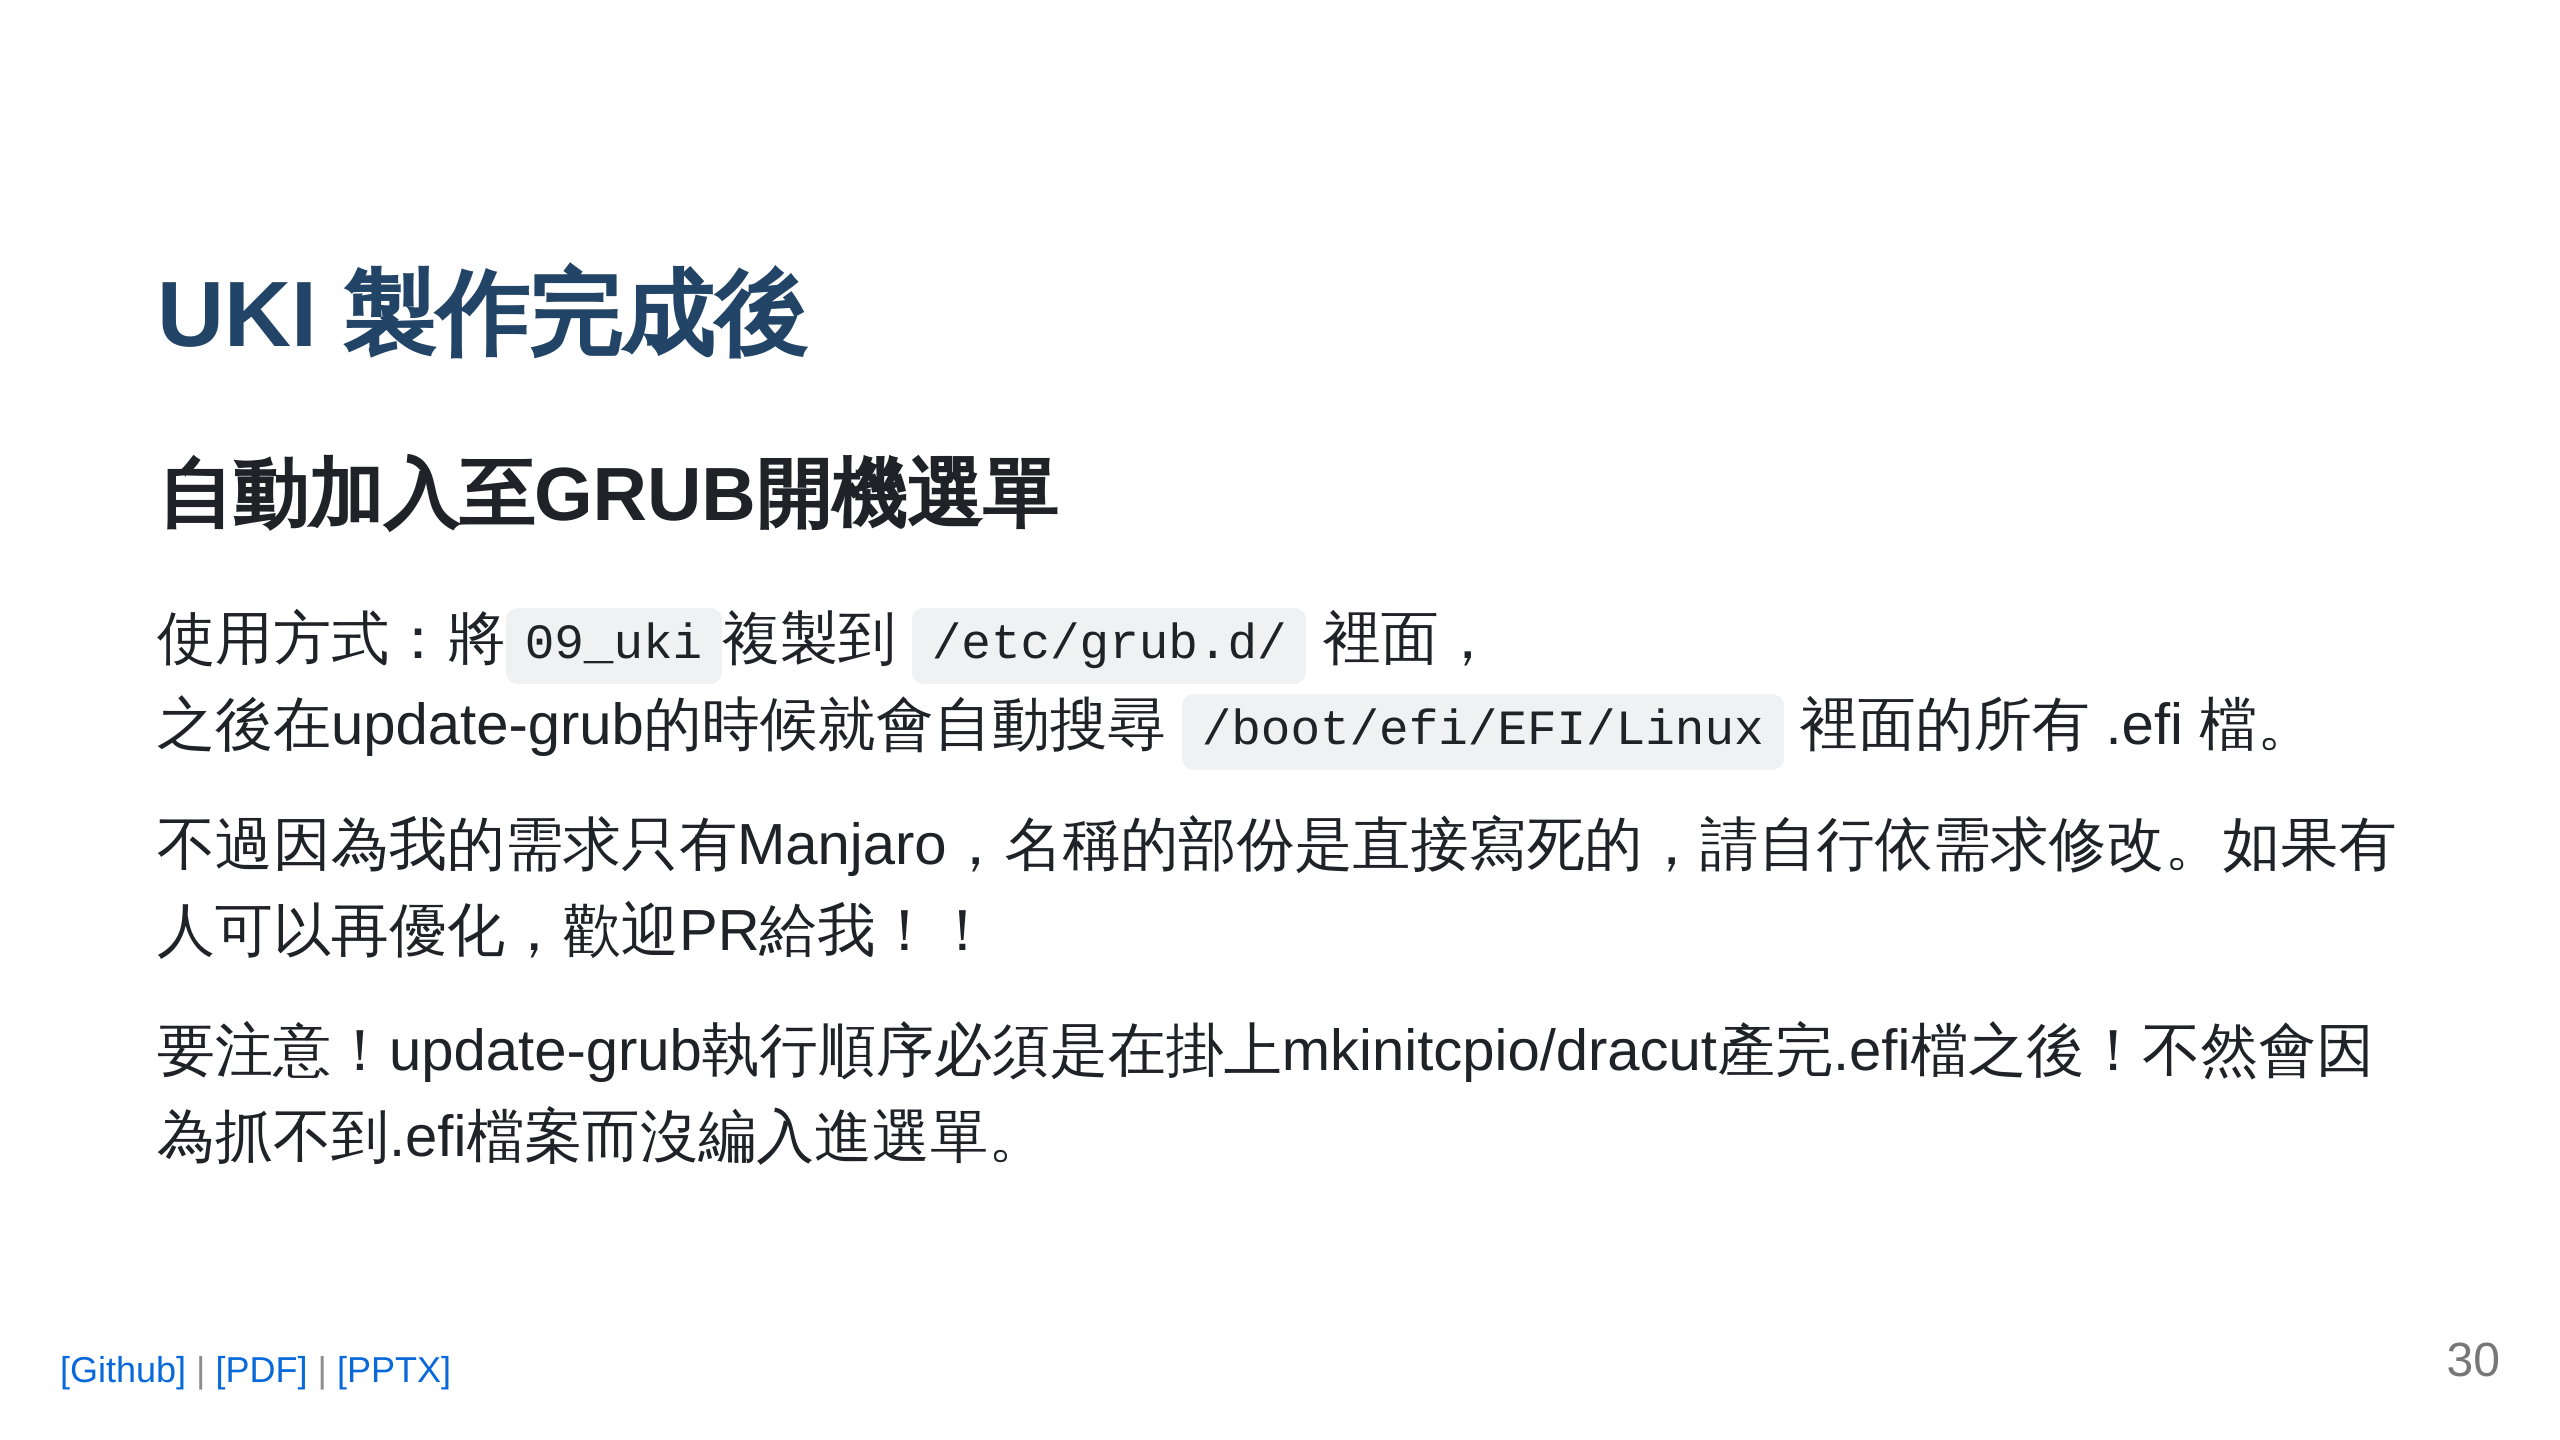 UKI 製作完成後
自動加入至GRUB開機選單
使用方式：將09_uki複製到 /etc/grub.d/ 裡面，
之後在update-grub的時候就會自動搜尋 /boot/efi/EFI/Linux 裡面的所有 .efi 檔。
不過因為我的需求只有Manjaro，名稱的部份是直接寫死的，請自行依需求修改。如果有
人可以再優化，歡迎PR給我！！
要注意！update-grub執行順序必須是在掛上mkinitcpio/dracut產完.efi檔之後！不然會因
為抓不到.efi檔案而沒編入進選單。
[Github] | [PDF] | [PPTX]
30